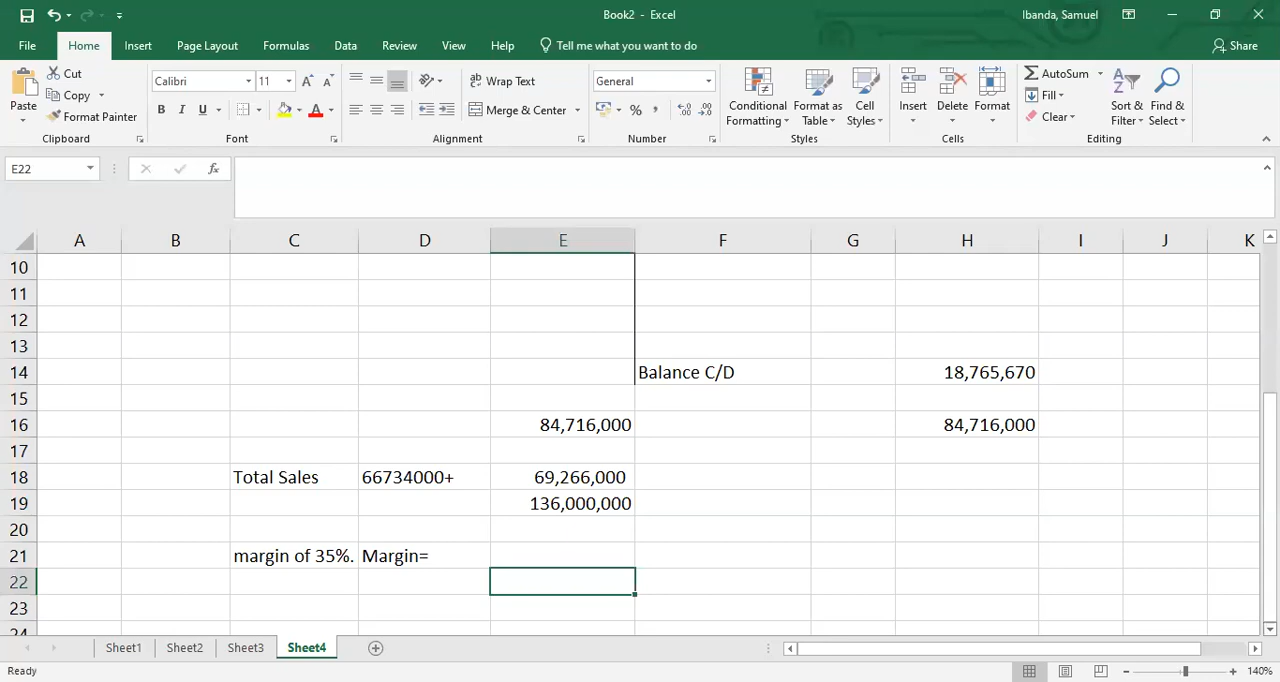 Book2 - Excel
Ibanda, Samuel
File Home Insert Page Layout Formulas Data Review View Help Tell me what you want to do Share
Paste
Cut
Copy
Format Painter
Clipboard
Calibri 11
B I U
Font
Wrap Text
Merge & Center
Alignment
General
Number
Conditional Formatting
Format as Table
Cell Styles
Styles
Insert Delete Format
Cells
AutoSum
Fill
Clear
Sort & Filter
Find & Select
Editing
E22
fx
A B C D E F G H I J K
10
11
12
13
14 Balance C/D 18,765,670
15
16 84,716,000 84,716,000
17
18 Total Sales 66734000+ 69,266,000
19 136,000,000
20
21 margin of 35%. Margin=
22
23
24
Sheet1 Sheet2 Sheet3 Sheet4
Ready 140%